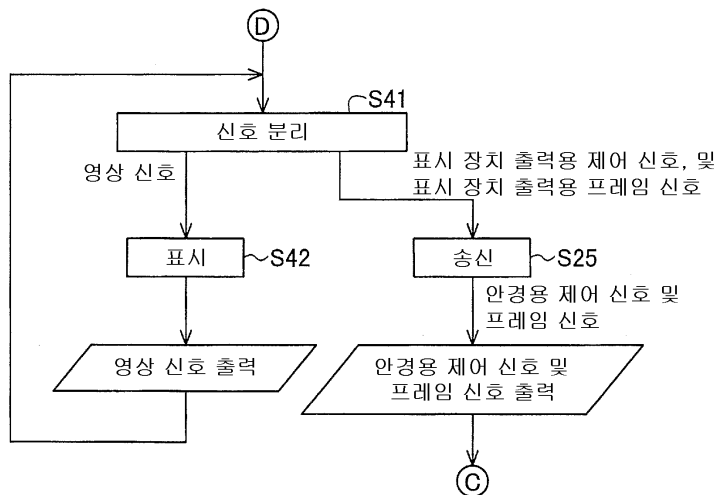 D
S41
신호 분리
영상 신호
표시 장치 출력용 제어 신호, 및
표시 장치 출력용 프레임 신호
표시
S42
송신
S25
안경용 제어 신호 및
프레임 신호
영상 신호 출력
안경용 제어 신호 및
프레임 신호 출력
C